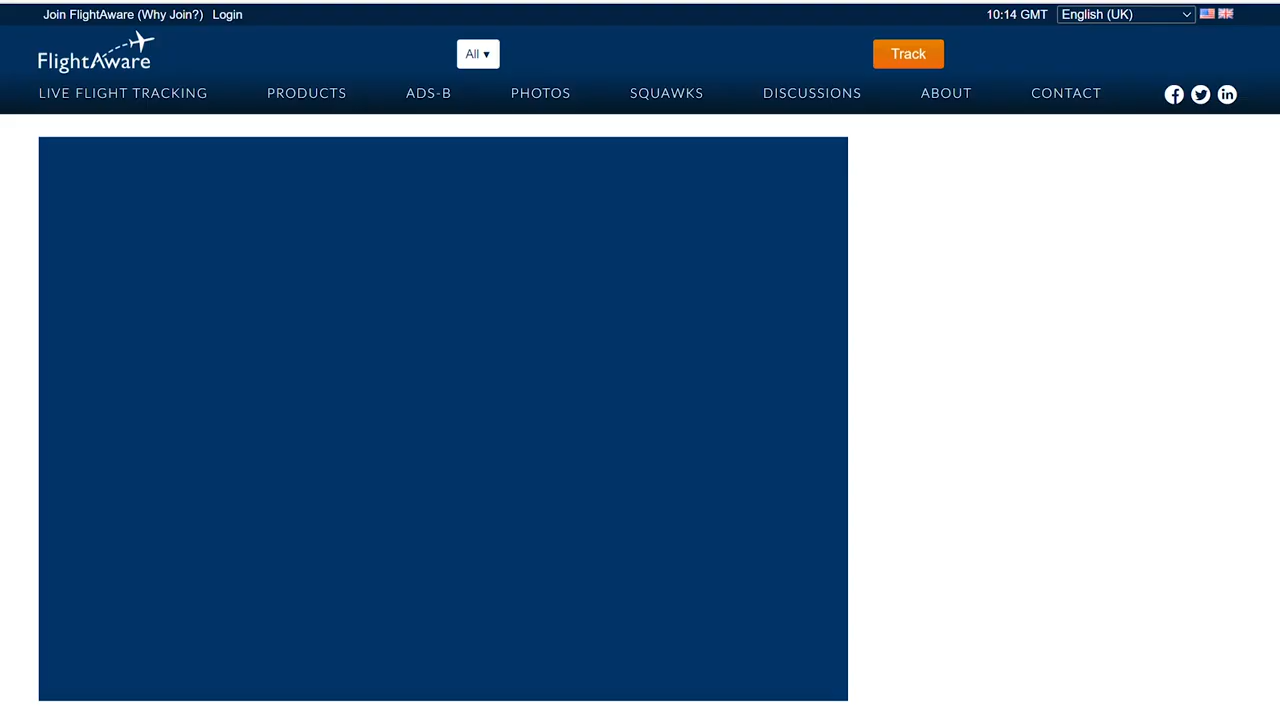 Join FlightAware (Why Join?) Login
10:14 GMT English (UK)
FlightAware
All ▾
Track
LIVE FLIGHT TRACKING PRODUCTS ADS-B PHOTOS SQUAWKS DISCUSSIONS ABOUT CONTACT